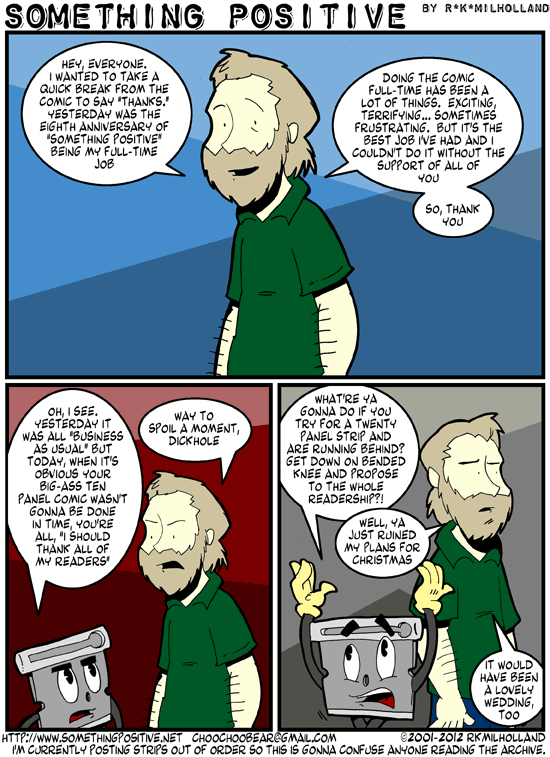 SOMETHING POSITIVE BY R*K*MILHOLLAND
HEY, EVERYONE.
I WANTED TO TAKE A
QUICK BREAK FROM THE
COMIC TO SAY "THANKS."
YESTERDAY WAS THE
EIGHTH ANNIVERSARY OF
"SOMETHING POSITIVE"
BEING MY FULL-TIME
JOB
DOING THE COMIC
FULL-TIME HAS BEEN A
LOT OF THINGS. EXCITING,
TERRIFYING... SOMETIMES
FRUSTRATING. BUT IT'S THE
BEST JOB I'VE HAD AND I
COULDN'T DO IT WITHOUT THE
SUPPORT OF ALL OF
YOU
SO, THANK
YOU
OH, I SEE.
YESTERDAY IT
WAS ALL "BUSINESS
AS USUAL" BUT
TODAY, WHEN IT'S
OBVIOUS YOUR
BIG-ASS TEN
PANEL COMIC WASN'T
GONNA BE DONE
IN TIME, YOU'RE
ALL, "I SHOULD
THANK ALL OF
MY READERS"
WAY TO
SPOIL A MOMENT,
DICKHOLE
WHAT'RE YA
GONNA DO IF YOU
TRY FOR A TWENTY
PANEL STRIP AND
ARE RUNNING BEHIND?
GET DOWN ON BENDED
KNEE AND PROPOSE
TO THE WHOLE
READERSHIP?!
WELL, YA
JUST RUINED
MY PLANS FOR
CHRISTMAS
IT WOULD
HAVE BEEN
A LOVELY
WEDDING,
TOO
HTTP://WWW.SOMETHINGPOSITIVE.NET CHOOCHOOBEAR@GMAIL.COM ©2001-2012 RKMILHOLLAND
I'M CURRENTLY POSTING STRIPS OUT OF ORDER SO THIS IS GONNA CONFUSE ANYONE READING THE ARCHIVE.